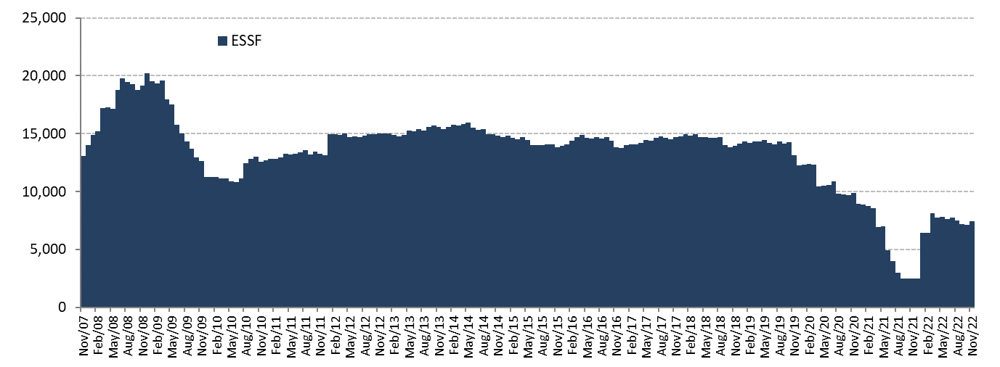 25,000
ESSF
20,000
15,000
10,000
5,000
0
Nov/07
Feb/08
May/08
Aug/08
Nov/08
Feb/09
May/09
Aug/09
Nov/09
Feb/10
May/10
Aug/10
Nov/10
Feb/11
May/11
Aug/11
Nov/11
Feb/12
May/12
Aug/12
Nov/12
Feb/13
May/13
Aug/13
Nov/13
Feb/14
May/14
Aug/14
Nov/14
Feb/15
May/15
Aug/15
Nov/15
Feb/16
May/16
Aug/16
Nov/16
Feb/17
May/17
Aug/17
Nov/17
Feb/18
May/18
Aug/18
Nov/18
Feb/19
May/19
Aug/19
Nov/19
Feb/20
May/20
Aug/20
Nov/20
Feb/21
May/21
Aug/21
Nov/21
Feb/22
May/22
Aug/22
Nov/22